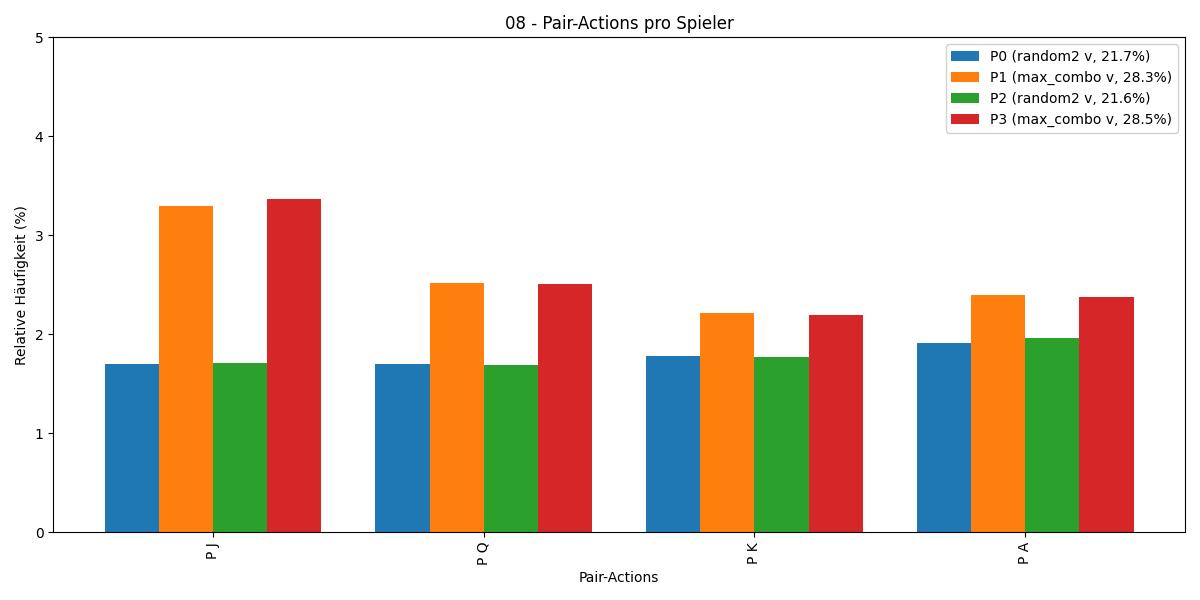 08 - Pair-Actions pro Spieler
Relative Häufigkeit (%)
5
4
3
2
1
0
P0 (random2 v, 21.7%)
P1 (max_combo v, 28.3%)
P2 (random2 v, 21.6%)
P3 (max_combo v, 28.5%)
P J
P Q
P K
P A
Pair-Actions